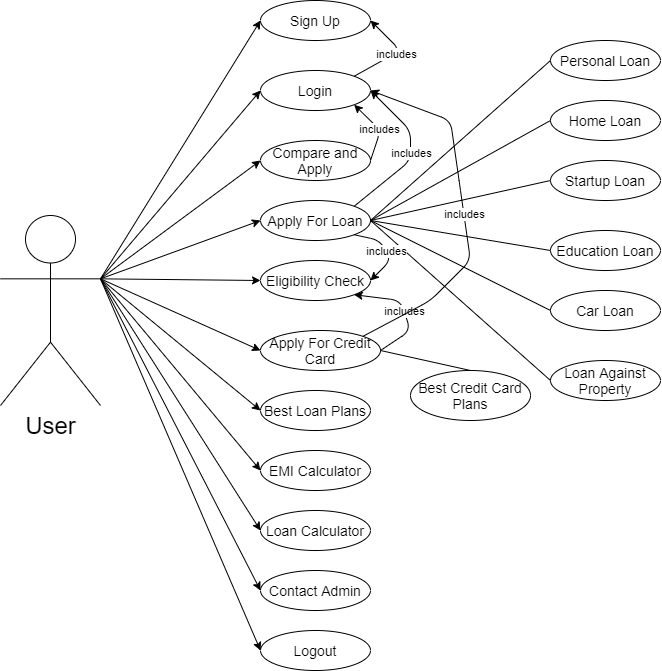 Sign Up
includes
Login
includes
Compare and
Apply
includes
Apply For Loan
includes
includes
Eligibility Check
includes
Apply For Credit
Card
Best Credit Card
Plans
Best Loan Plans
EMI Calculator
Loan Calculator
Contact Admin
Logout
User
Personal Loan
Home Loan
Startup Loan
Education Loan
Car Loan
Loan Against
Property